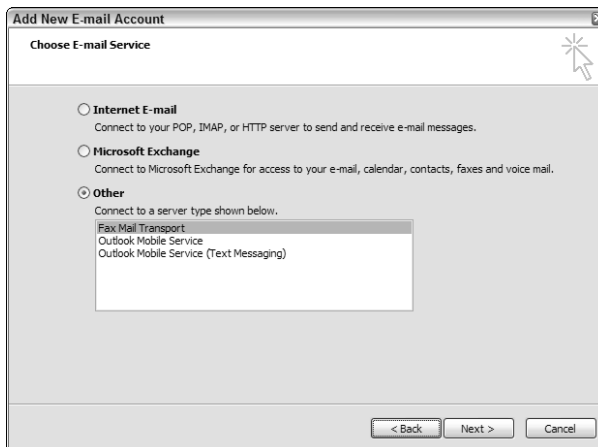 Add New E-mail Account
Choose E-mail Service
Internet E-mail
Connect to your POP, IMAP, or HTTP server to send and receive e-mail messages.
Microsoft Exchange
Connect to Microsoft Exchange for access to your e-mail, calendar, contacts, faxes and voice mail.
Other
Connect to a server type shown below.
Fax Mail Transport
Outlook Mobile Service
Outlook Mobile Service (Text Messaging)
< Back Next > Cancel